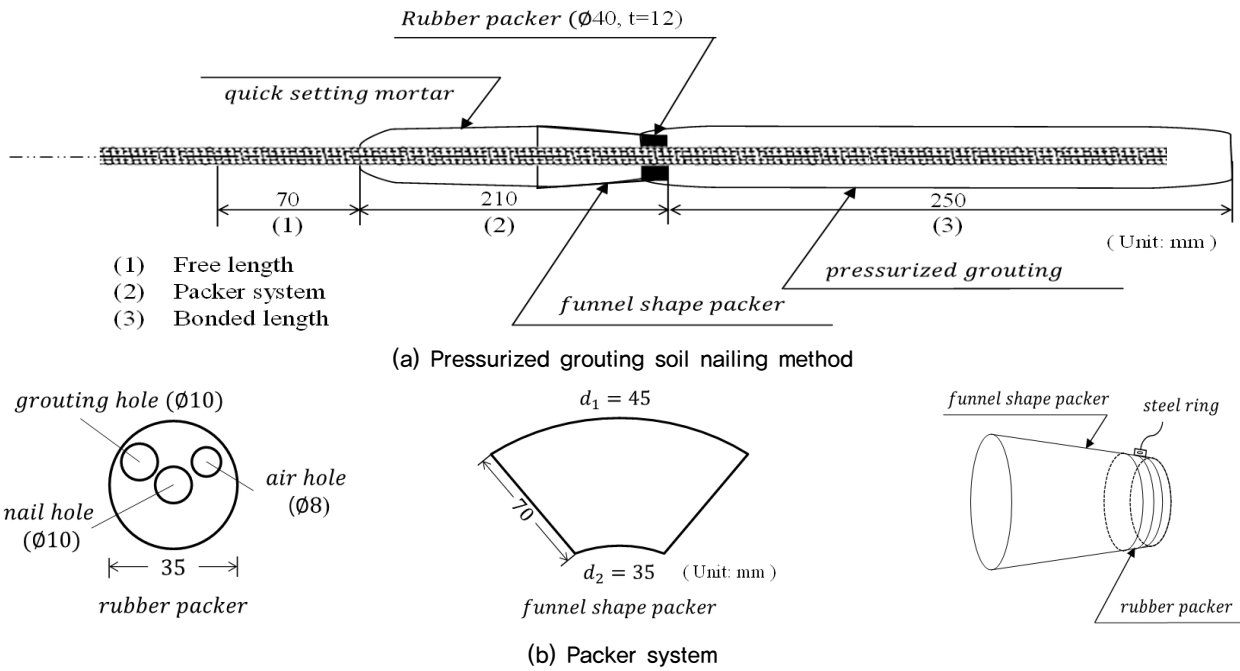 Rubber packer (Ø40, t=12)
quick setting mortar
70
210
250
(1)
(2)
(3)
( Unit: mm )
(1) Free length
(2) Packer system
(3) Bonded length
funnel shape packer
pressurized grouting
(a) Pressurized grouting soil nailing method
grouting hole (Ø10)
air hole
(Ø8)
nail hole
(Ø10)
35
rubber packer
d₁ = 45
70
d₂ = 35
( Unit: mm )
funnel shape packer
funnel shape packer
steel ring
rubber packer
(b) Packer system